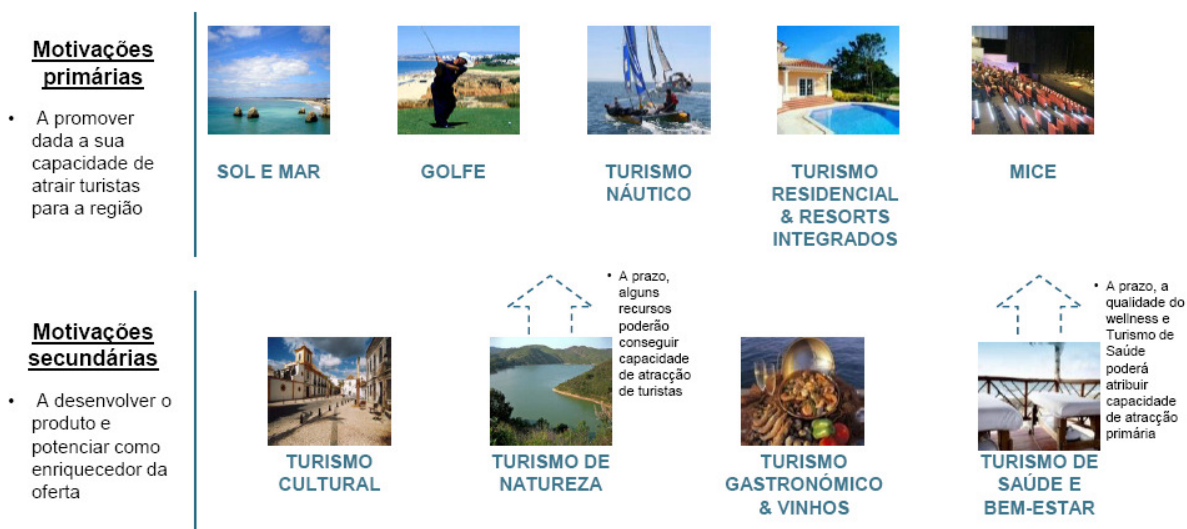 Motivações
primárias
• A promover
dada a sua
capacidade de
atrair turistas
para a região
SOL E MAR
GOLFE
TURISMO
NÁUTICO
TURISMO
RESIDENCIAL
& RESORTS
INTEGRADOS
MICE
Motivações
secundárias
• A desenvolver o
produto e
potenciar como
enriquecedor da
oferta
TURISMO
CULTURAL
• A prazo,
alguns
recursos
poderão
conseguir
capacidade
de atracção
de turistas
TURISMO DE
NATUREZA
TURISMO
GASTRONÓMICO
& VINHOS
• A prazo, a
qualidade do
wellness e
Turismo de
Saúde
poderá
atribuir
capacidade
de atracção
primária
TURISMO DE
SAÚDE E
BEM-ESTAR